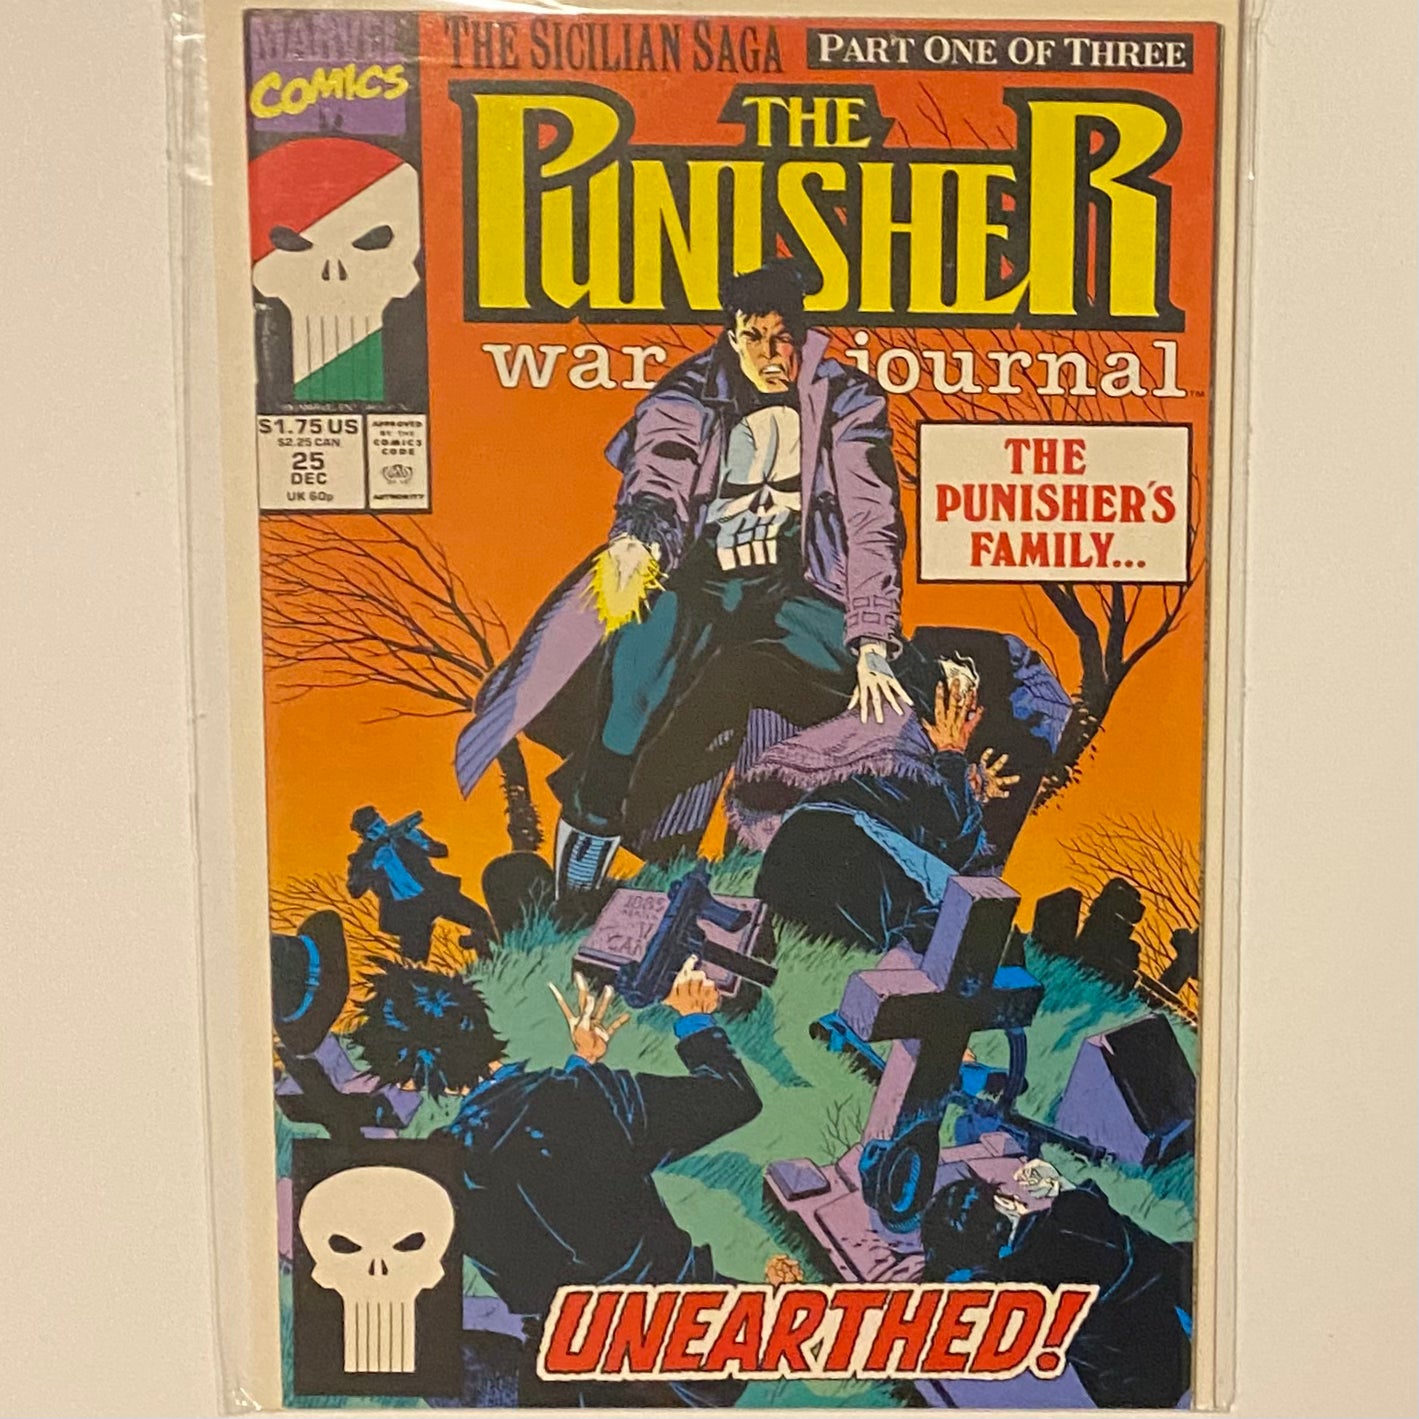 MARVEL
COMICS
THE SICILIAN SAGA PART ONE OF THREE
THE
PUNISHER
war journal™
$1.75 US
$2.25 CAN
25
DEC
UK 60p
APPROVED
BY THE
COMICS
CODE
AUTHORITY
THE
PUNISHER'S
FAMILY...
UNEARTHED!